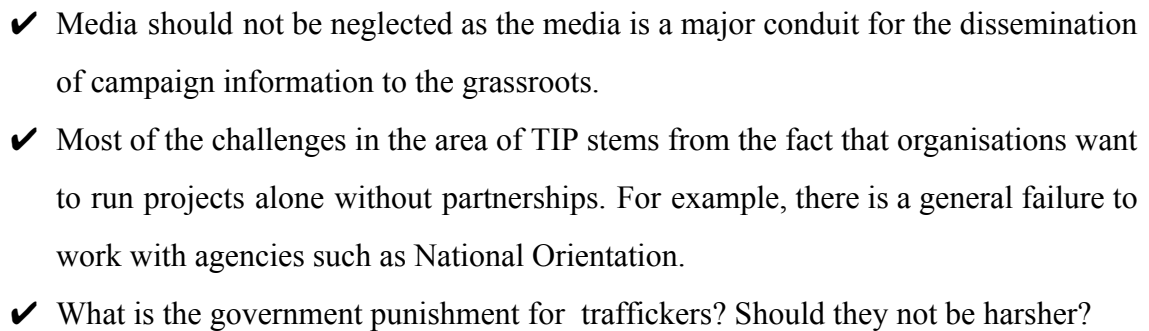 ✔ Media should not be neglected as the media is a major conduit for the dissemination
of campaign information to the grassroots.
✔ Most of the challenges in the area of TIP stems from the fact that organisations want
to run projects alone without partnerships. For example, there is a general failure to
work with agencies such as National Orientation.
✔ What is the government punishment for  traffickers? Should they not be harsher?